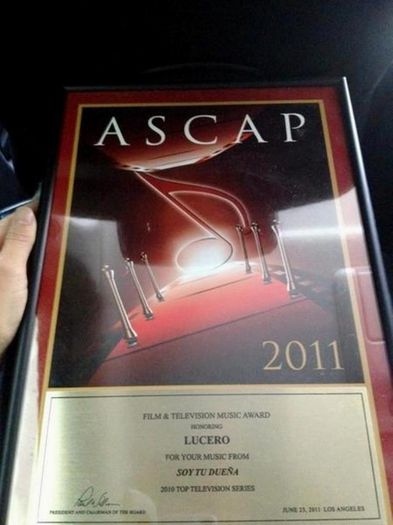 ASCAP
2011
FILM & TELEVISION MUSIC AWARD
HONORING
LUCERO
FOR YOUR MUSIC FROM
SOY TU DUEÑA
2010 TOP TELEVISION SERIES
PRESIDENT AND CHAIRMAN OF THE BOARD
JUNE 23, 2011 LOS ANGELES